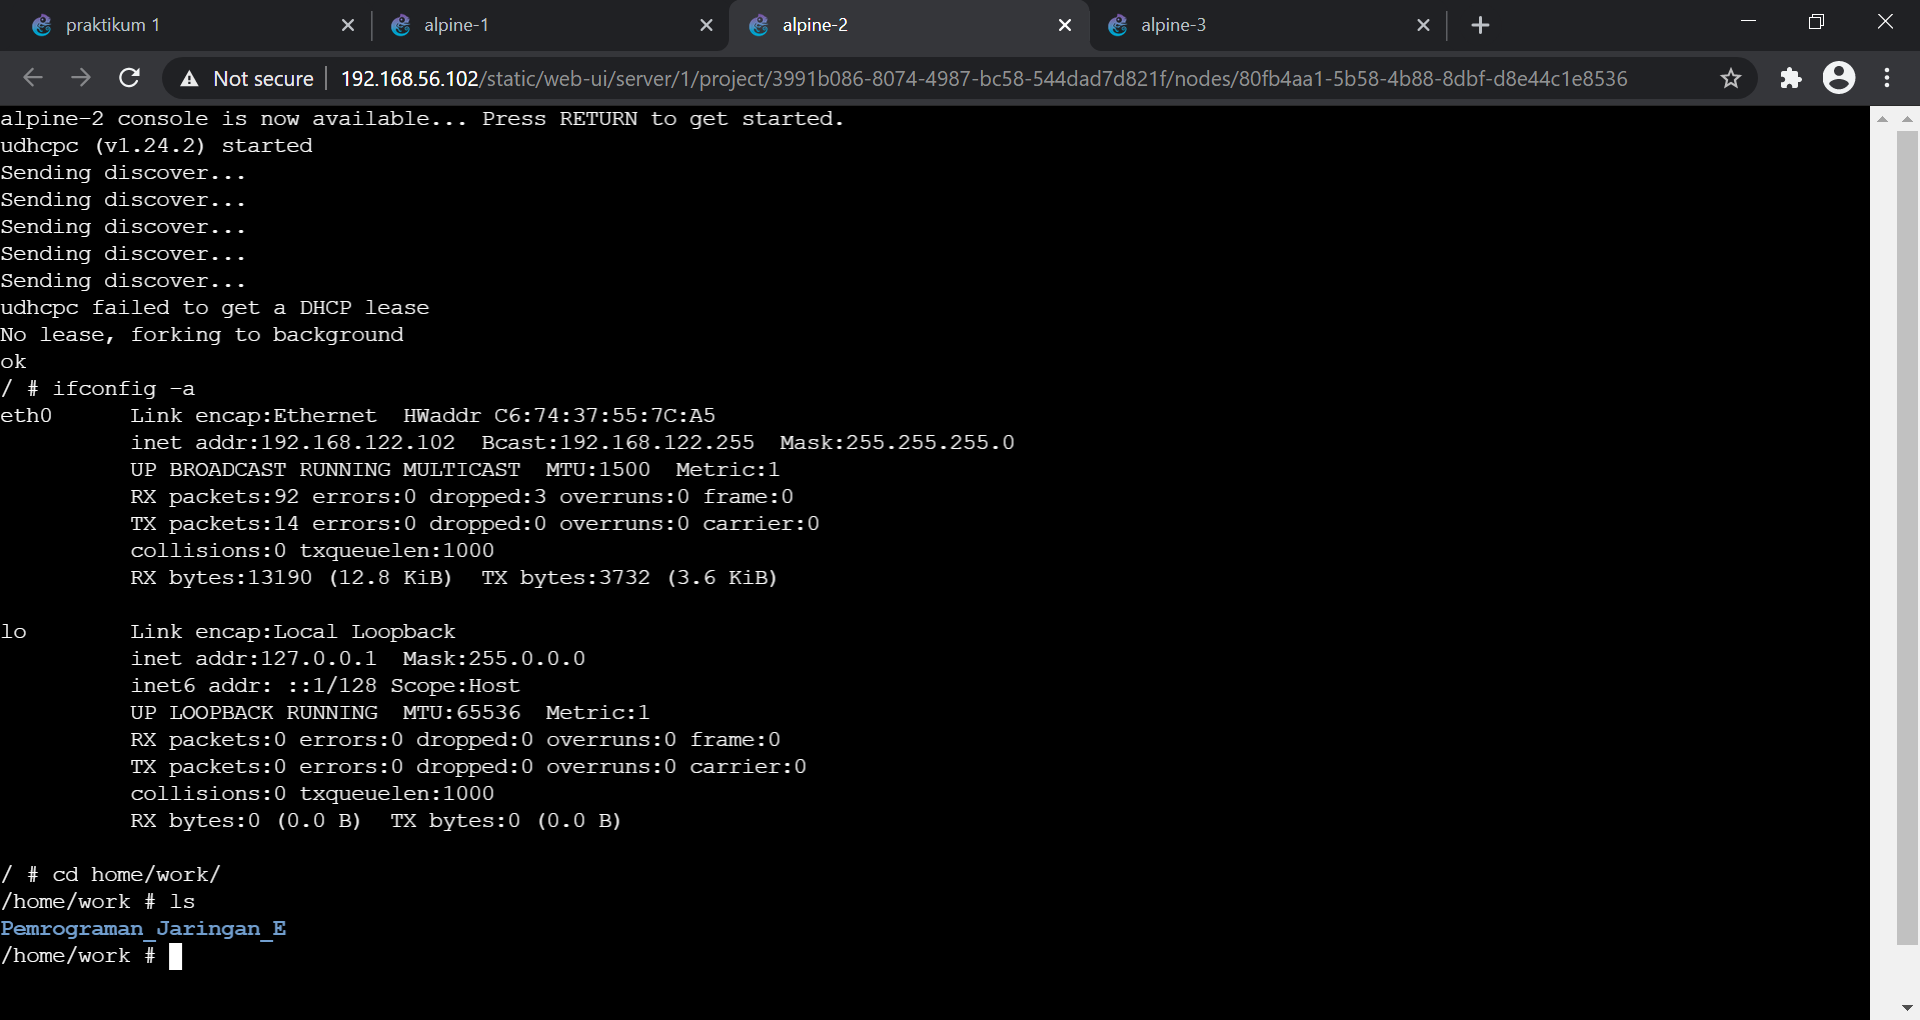 praktikum 1
alpine-1
alpine-2
alpine-3
Not secure
192.168.56.102/static/web-ui/server/1/project/3991b086-8074-4987-bc58-544dad7d821f/nodes/80fb4aa1-5b58-4b88-8dbf-d8e44c1e8536
alpine-2 console is now available... Press RETURN to get started.
udhcpc (v1.24.2) started
Sending discover...
Sending discover...
Sending discover...
Sending discover...
Sending discover...
udhcpc failed to get a DHCP lease
No lease, forking to background
ok
/ # ifconfig -a
eth0      Link encap:Ethernet  HWaddr C6:74:37:55:7C:A5
          inet addr:192.168.122.102  Bcast:192.168.122.255  Mask:255.255.255.0
          UP BROADCAST RUNNING MULTICAST  MTU:1500  Metric:1
          RX packets:92 errors:0 dropped:3 overruns:0 frame:0
          TX packets:14 errors:0 dropped:0 overruns:0 carrier:0
          collisions:0 txqueuelen:1000
          RX bytes:13190 (12.8 KiB)  TX bytes:3732 (3.6 KiB)
lo        Link encap:Local Loopback
          inet addr:127.0.0.1  Mask:255.0.0.0
          inet6 addr: ::1/128 Scope:Host
          UP LOOPBACK RUNNING  MTU:65536  Metric:1
          RX packets:0 errors:0 dropped:0 overruns:0 frame:0
          TX packets:0 errors:0 dropped:0 overruns:0 carrier:0
          collisions:0 txqueuelen:1000
          RX bytes:0 (0.0 B)  TX bytes:0 (0.0 B)
/ # cd home/work/
/home/work # ls
Pemrograman_Jaringan_E
/home/work #